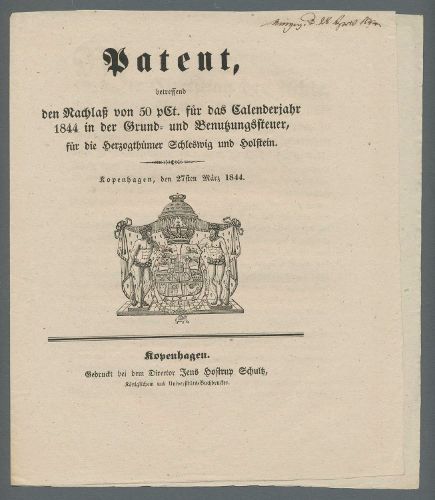 Patent,
betreffend
den Nachlaß von 50 pCt. für das Calenderjahr
1844 in der Grund- und Benutzungssteuer,
für die Herzogthümer Schleswig und Holstein.
Kopenhagen, den 27sten März 1844.
Kopenhagen.
Gedruckt bei dem Director Jens Hostrup Schultz,
Königlichem und Universitäts-Buchdrucker.